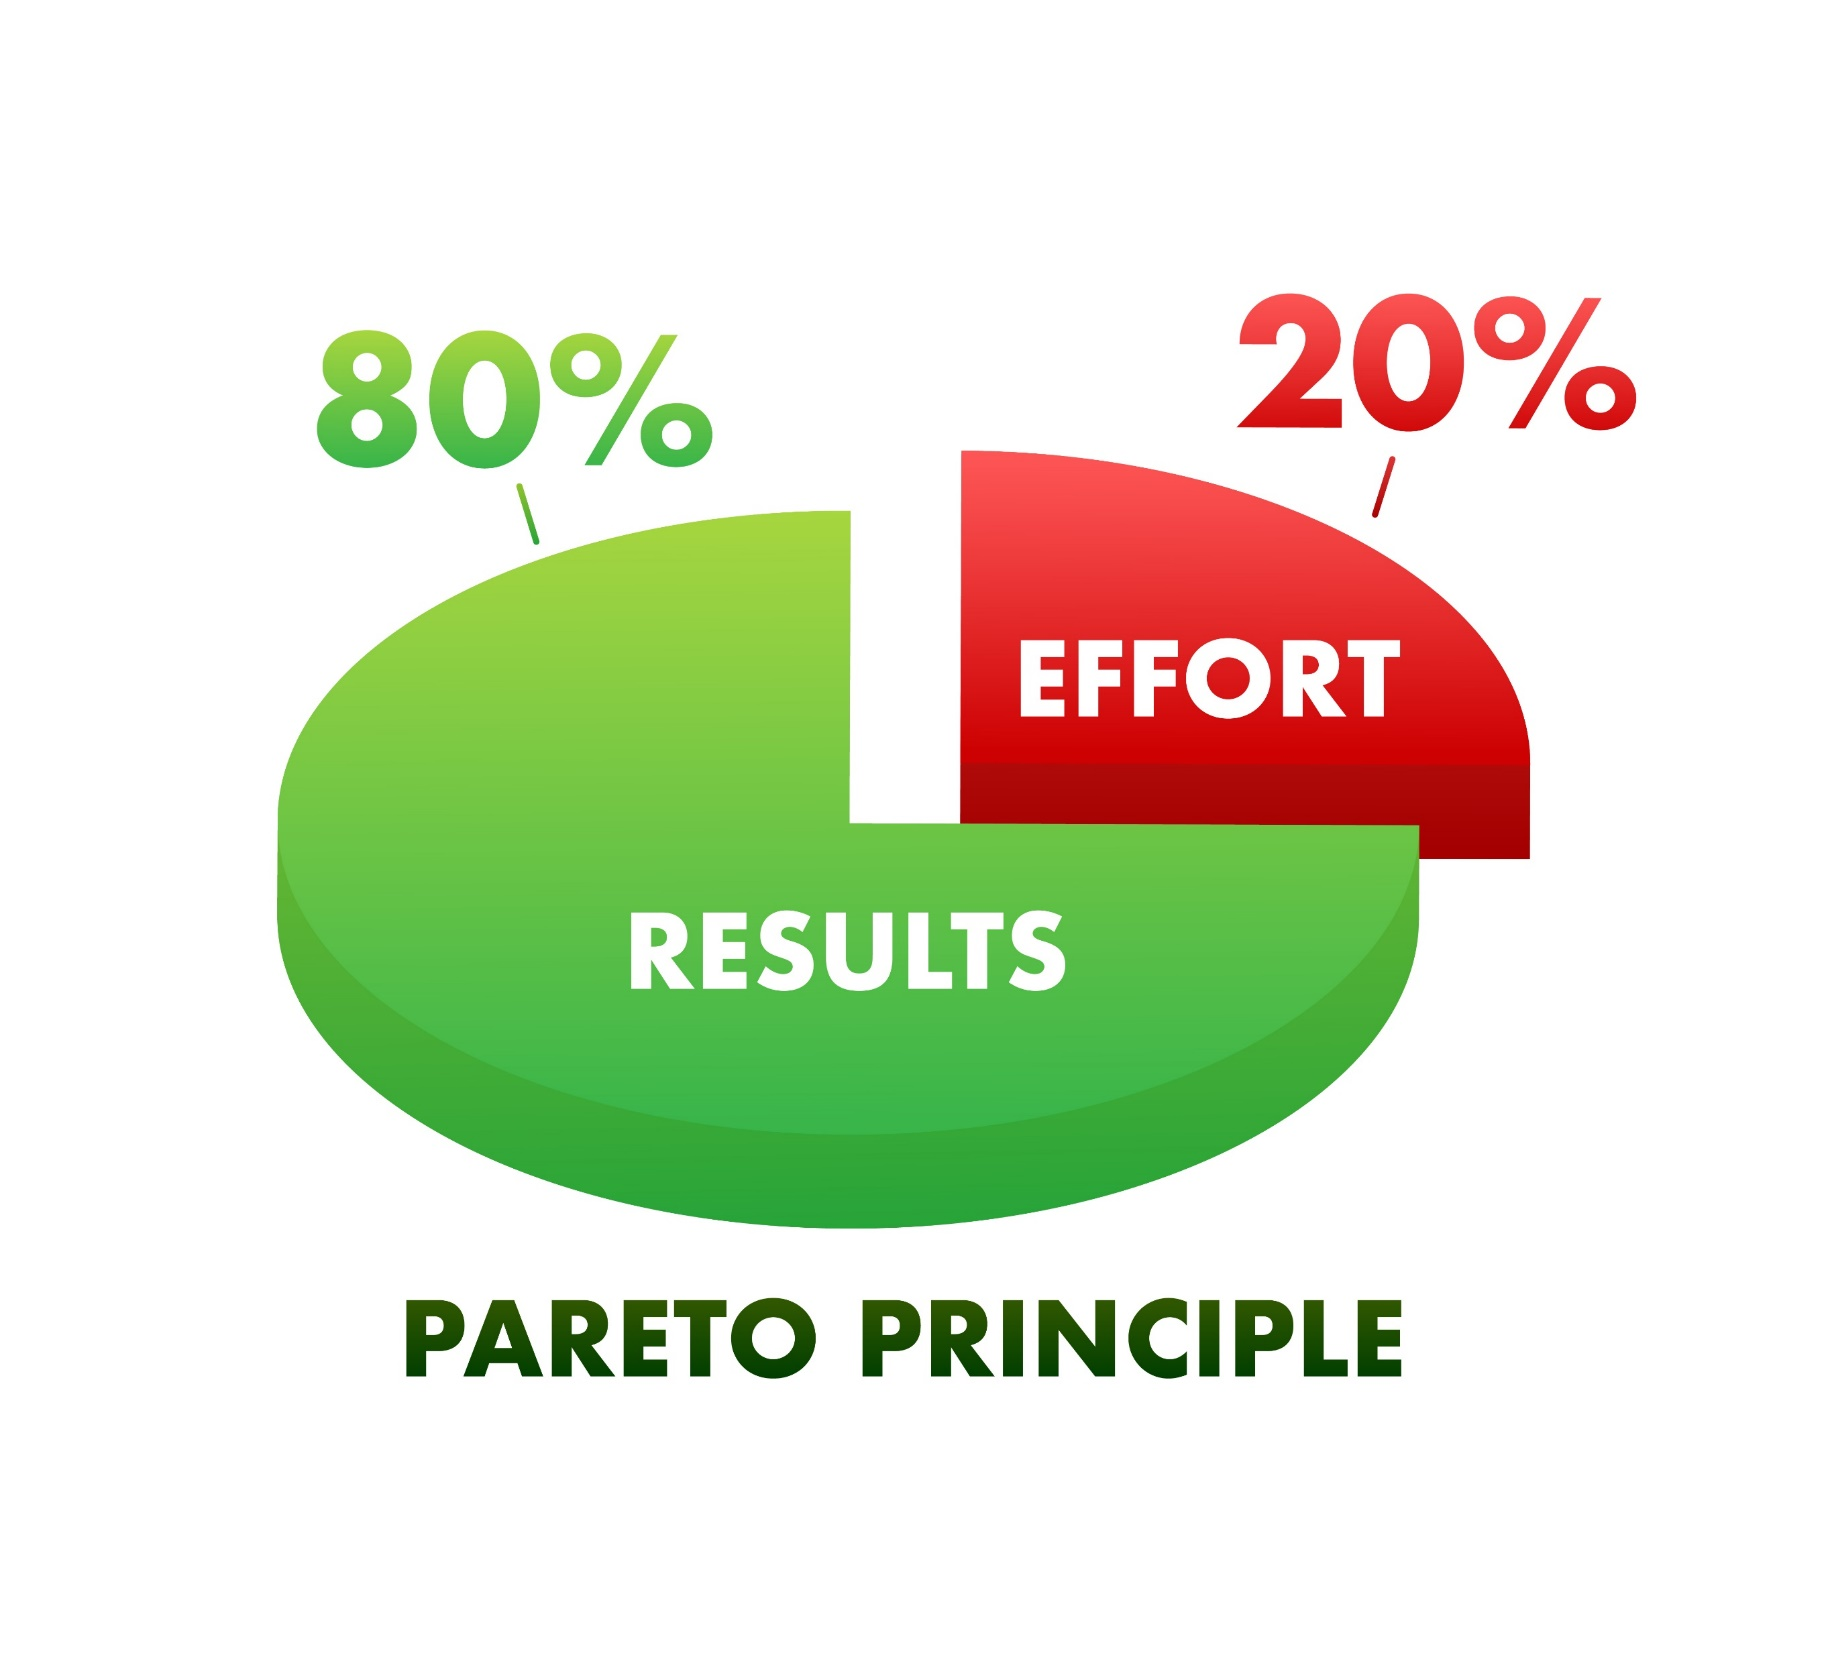 80%
20%
EFFORT
RESULTS
PARETO PRINCIPLE